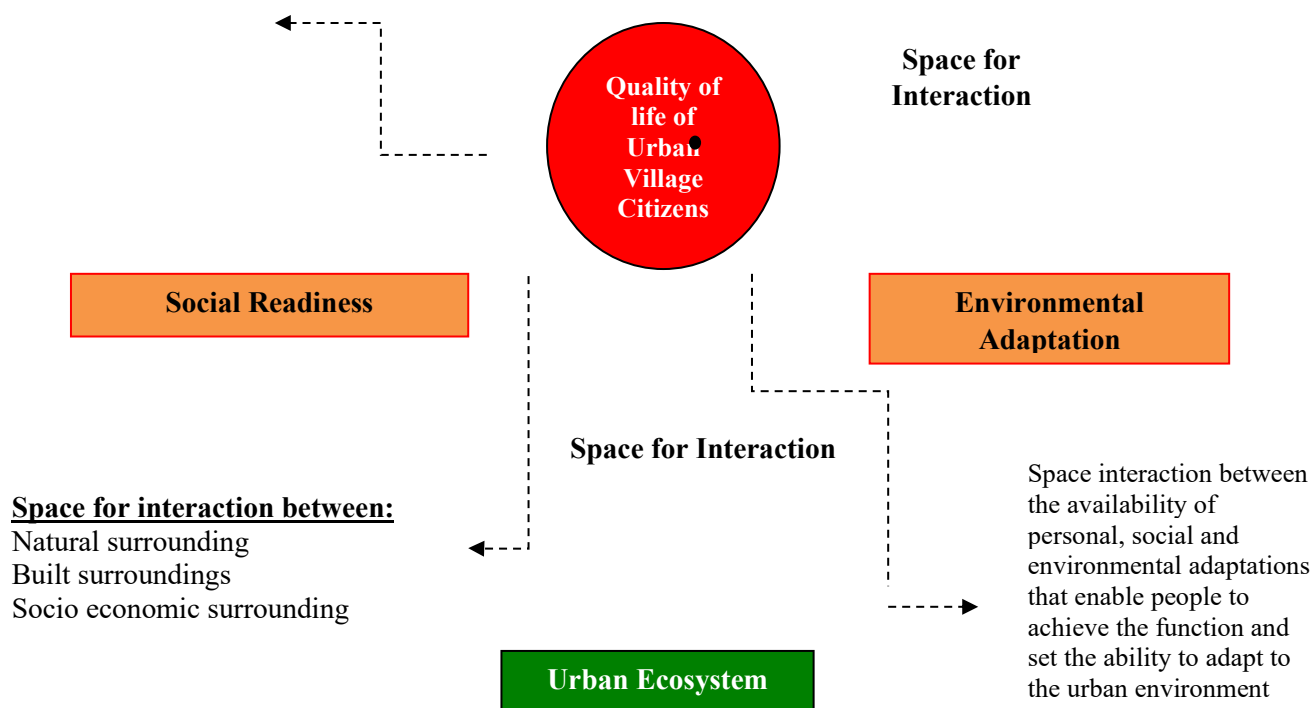 Quality of
life of
Urban
Village
Citizens
Space for
Interaction
Social Readiness
Environmental
Adaptation
Space for Interaction
Space for interaction between:
Natural surrounding
Built surroundings
Socio economic surrounding
Space interaction between
the availability of
personal, social and
environmental adaptations
that enable people to
achieve the function and
set the ability to adapt to
the urban environment
Urban Ecosystem